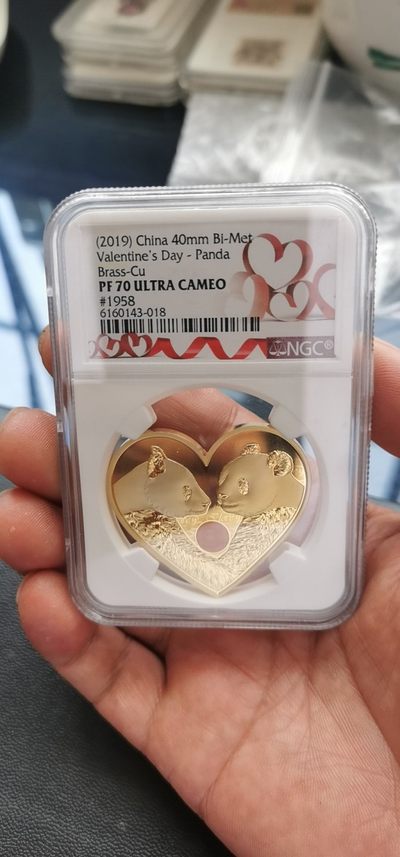 (2019) China 40mm Bi-Met
Valentine's Day - Panda
Brass-Cu
PF 70 ULTRA CAMEO
#1958
6160143-018
NGC®